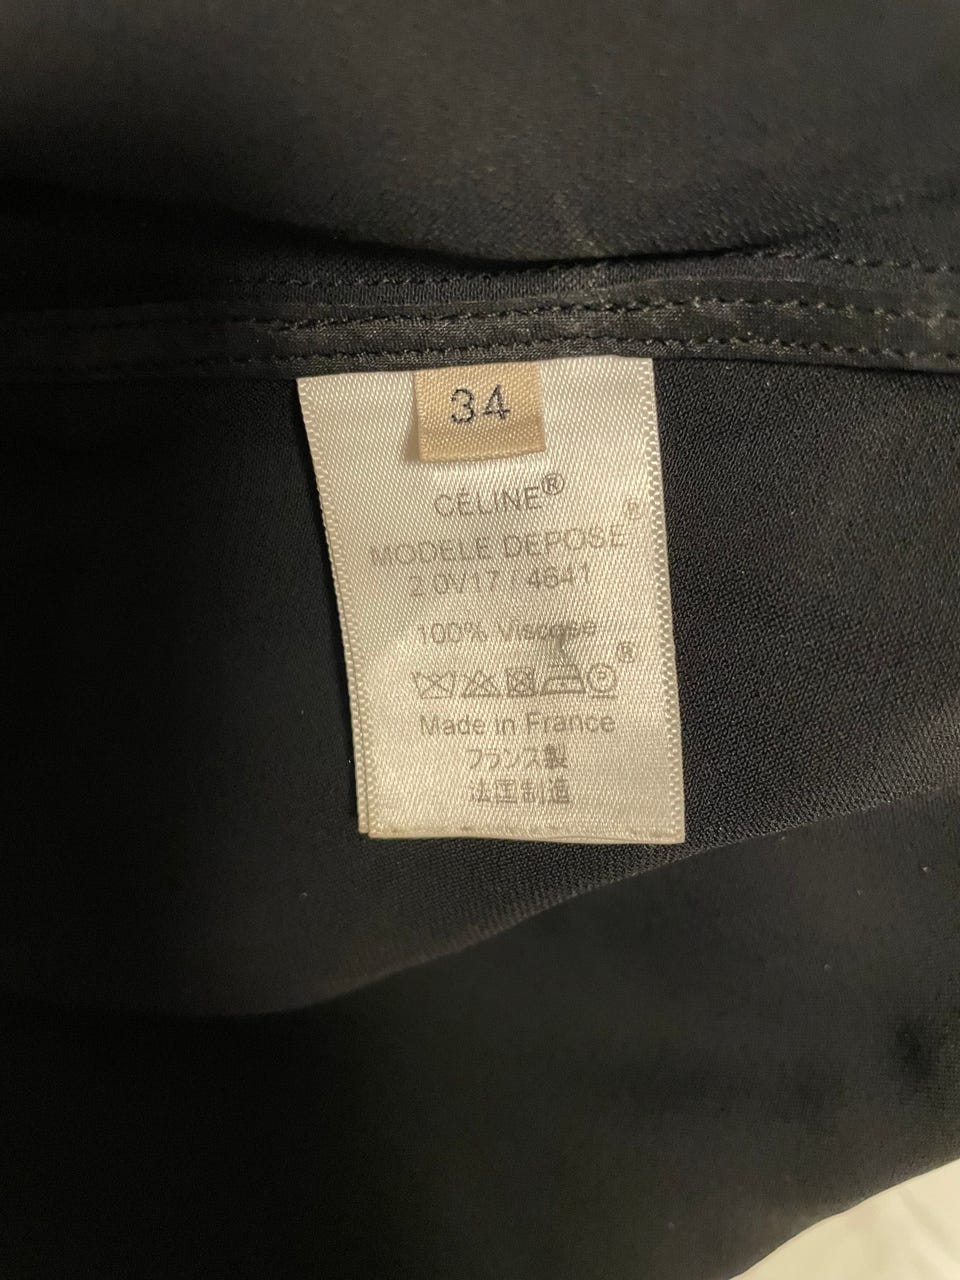 34
CÉLINE®
MODELE DEPOSE®
2 0V17 / 4641
100% Viscose
Made in France
フランス製
法国制造